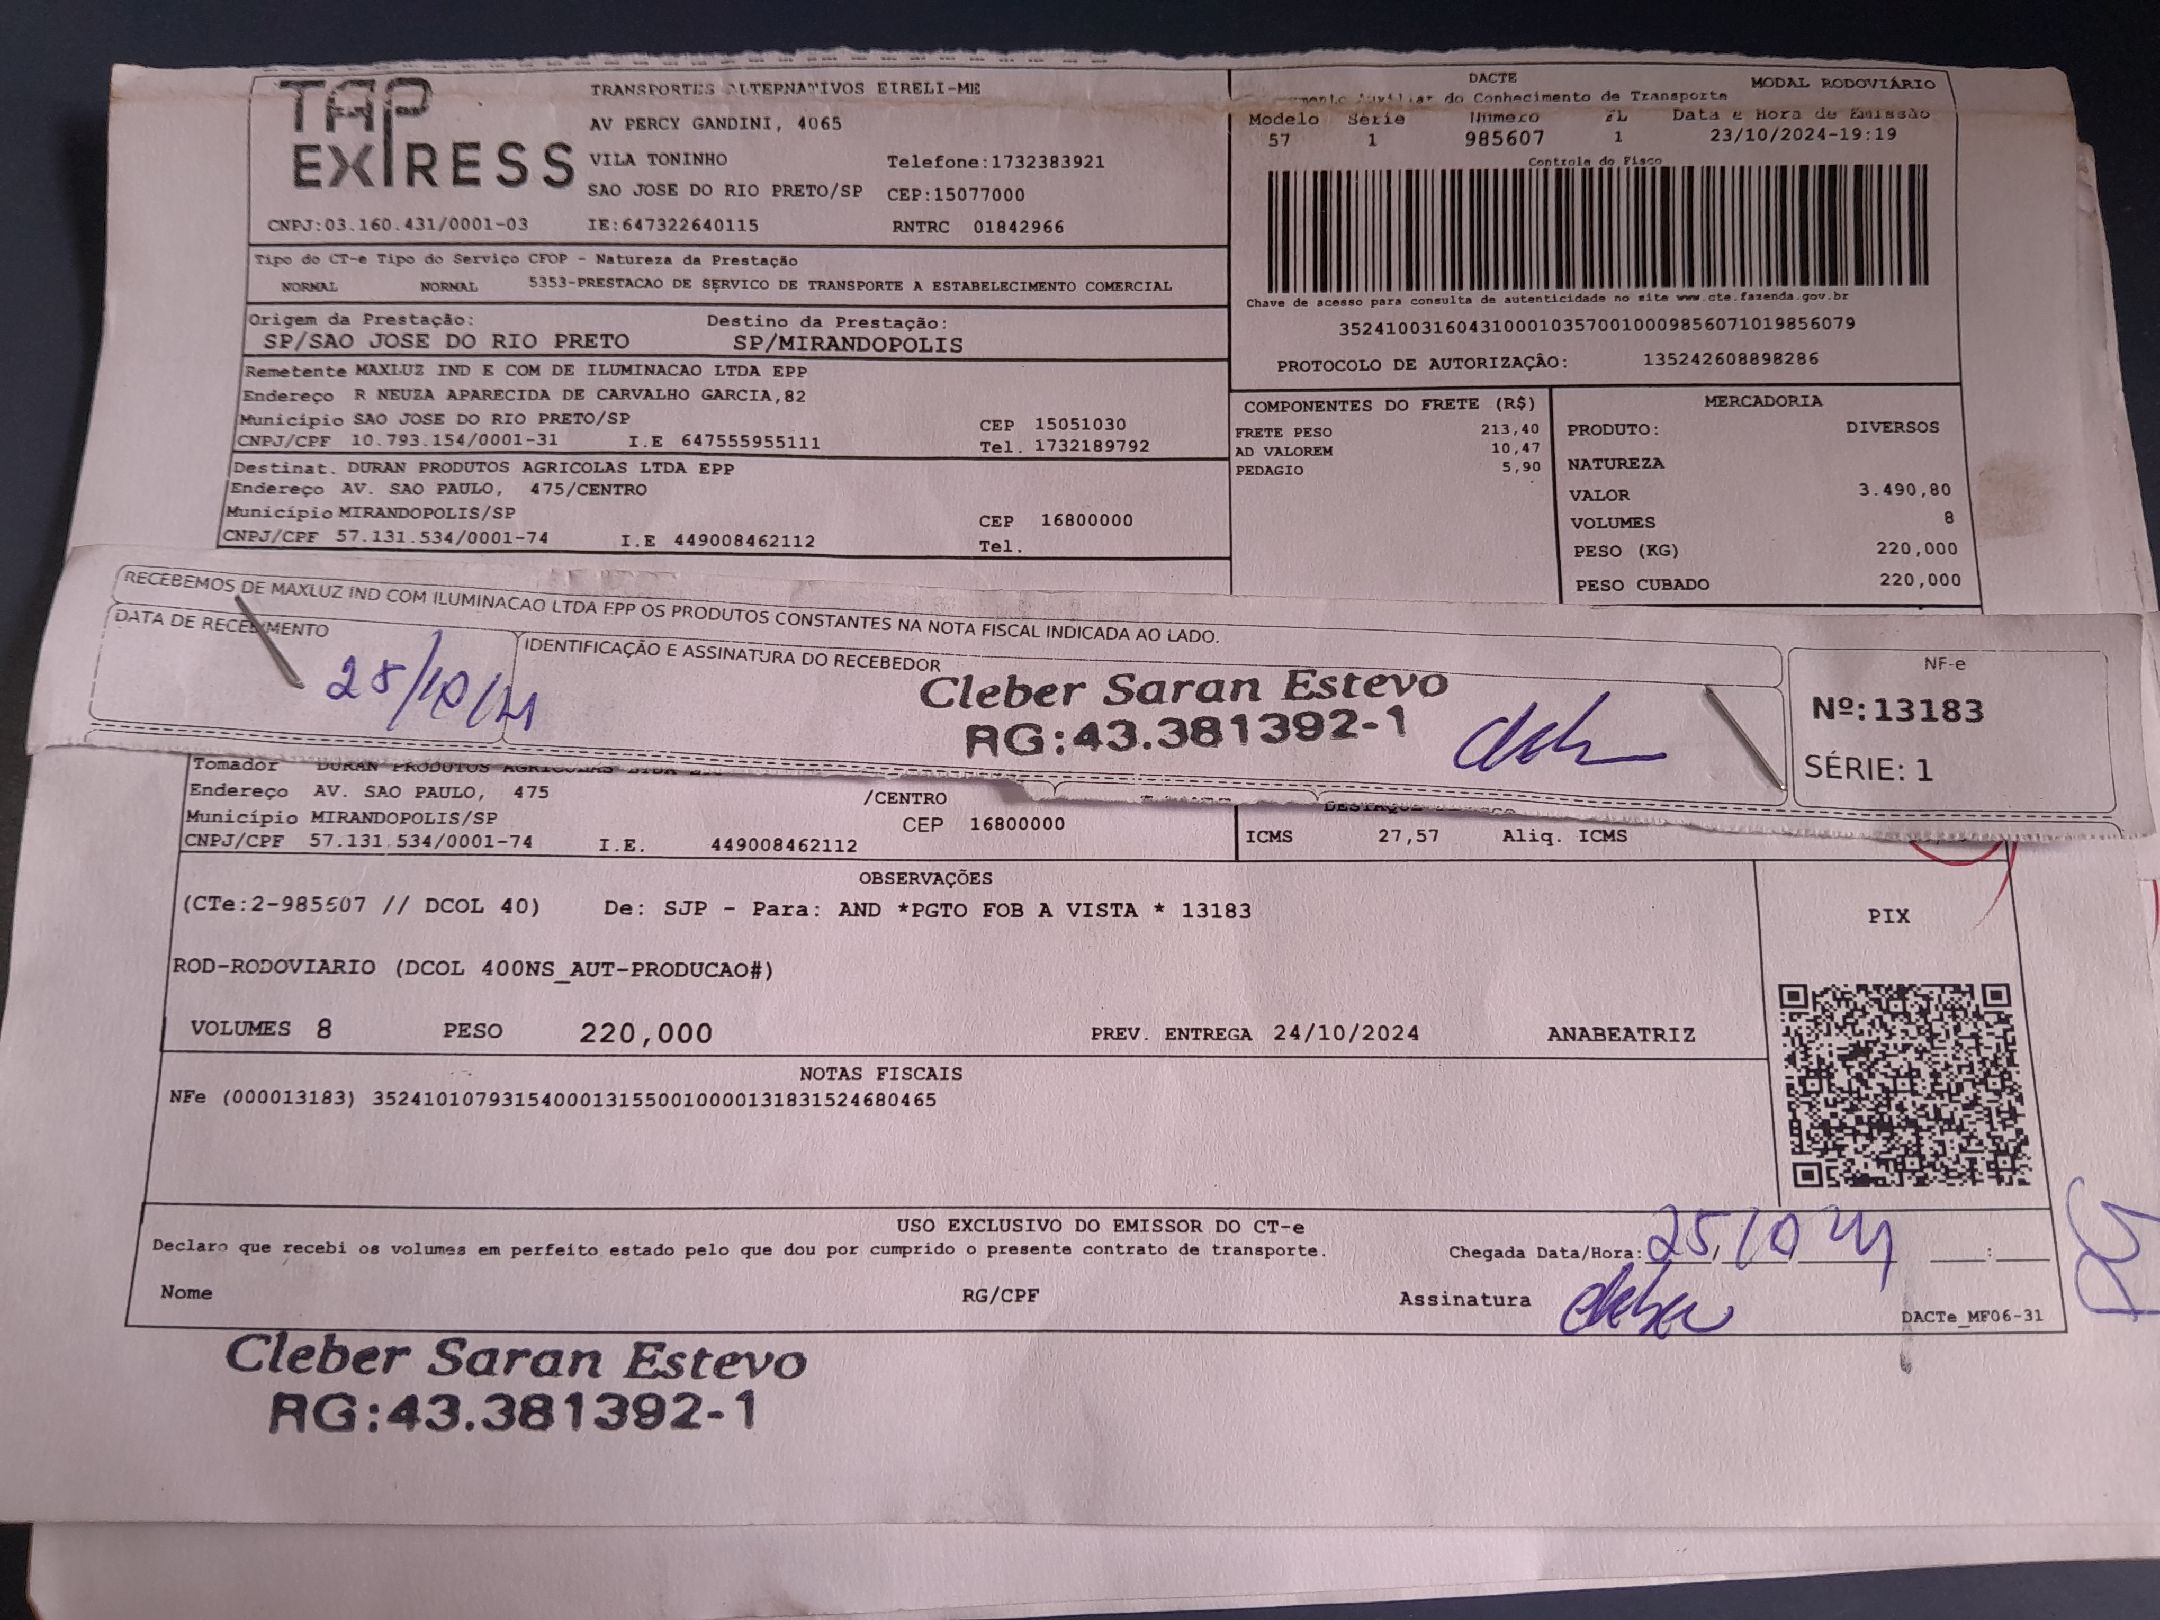 TAP
EXPRESS
TRANSPORTES ALTERNATIVOS EIRELI-ME
AV PERCY GANDINI, 4065
VILA TONINHO Telefone:1732383921
SAO JOSE DO RIO PRETO/SP CEP:15077000
CNPJ:03.160.431/0001-03 IE:647322640115 RNTRC 01842966
DACTE MODAL RODOVIÁRIO
do Conhecimento de Transporte
Modelo Série Número FL Data e Hora de Emissão
57 1 985607 1 23/10/2024-19:19
Controle do Fisco
Chave de acesso para consulta de autenticidade no site www.cte.fazenda.gov.br
35241003160431000103570010009856071019856079
PROTOCOLO DE AUTORIZAÇÃO: 135242608898286
Tipo do CT-e Tipo do Serviço CFOP - Natureza da Prestação
NORMAL NORMAL 5353-PRESTACAO DE SERVICO DE TRANSPORTE A ESTABELECIMENTO COMERCIAL
Origem da Prestação: Destino da Prestação:
SP/SAO JOSE DO RIO PRETO SP/MIRANDOPOLIS
Remetente MAXLUZ IND E COM DE ILUMINACAO LTDA EPP
Endereço R NEUZA APARECIDA DE CARVALHO GARCIA,82
Município SAO JOSE DO RIO PRETO/SP CEP 15051030
CNPJ/CPF 10.793.154/0001-31 I.E 647555955111 Tel. 1732189792
Destinat. DURAN PRODUTOS AGRICOLAS LTDA EPP
Endereço AV. SAO PAULO, 475/CENTRO
Município MIRANDOPOLIS/SP CEP 16800000
CNPJ/CPF 57.131.534/0001-74 I.E 449008462112 Tel.
COMPONENTES DO FRETE (R$)
FRETE PESO 213,40
AD VALOREM 10,47
PEDAGIO 5,90
MERCADORIA
PRODUTO: DIVERSOS
NATUREZA
VALOR 3.490,80
VOLUMES 8
PESO (KG) 220,000
PESO CUBADO 220,000
RECEBEMOS DE MAXLUZ IND COM ILUMINACAO LTDA EPP OS PRODUTOS CONSTANTES NA NOTA FISCAL INDICADA AO LADO.
DATA DE RECEBIMENTO
25/10/24
IDENTIFICAÇÃO E ASSINATURA DO RECEBEDOR
Cleber Saran Estevo
RG:43.381392-1
NF-e
Nº:13183
SÉRIE: 1
Tomador DURAN PRODUTOS AGRICOLAS LTDA
Endereço AV. SAO PAULO, 475 /CENTRO
Município MIRANDOPOLIS/SP CEP 16800000
CNPJ/CPF 57.131.534/0001-74 I.E. 449008462112
ICMS 27,57 Aliq. ICMS
OBSERVAÇÕES
(CTe:2-985607 // DCOL 40) De: SJP - Para: AND *PGTO FOB A VISTA * 13183
ROD-RODOVIARIO (DCOL 400NS_AUT-PRODUCAO#)
VOLUMES 8 PESO 220,000 PREV. ENTREGA 24/10/2024 ANABEATRIZ
PIX
NOTAS FISCAIS
NFe (000013183) 35241010793154000131550010000131831524680465
USO EXCLUSIVO DO EMISSOR DO CT-e
Declaro que recebi os volumes em perfeito estado pelo que dou por cumprido o presente contrato de transporte.
Chegada Data/Hora: 25/10/24 :
Nome RG/CPF Assinatura Cleber
DACTe_MF06-31
PG
Cleber Saran Estevo
RG:43.381392-1